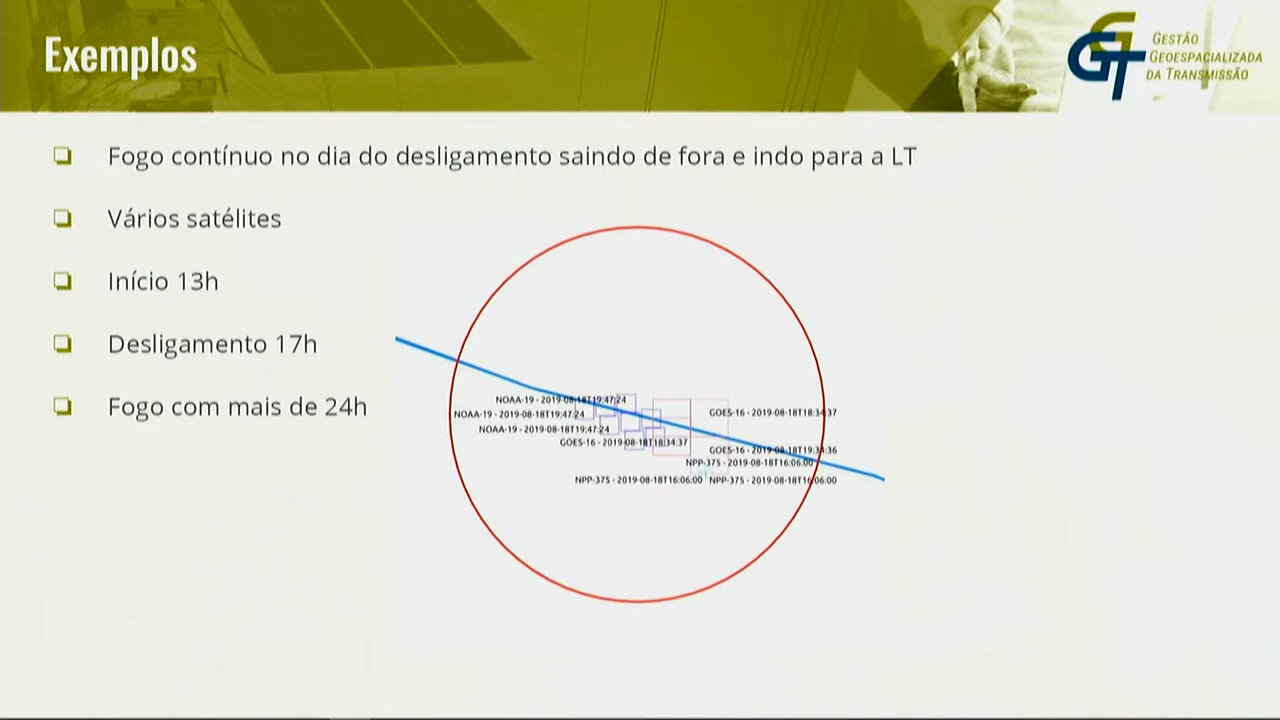 Exemplos
GESTÃO
GEOESPACIALIZADA
DA TRANSMISSÃO
Fogo contínuo no dia do desligamento saindo de fora e indo para a LT
Vários satélites
Início 13h
Desligamento 17h
Fogo com mais de 24h
NOAA-19 - 2019-08-18T19:47:24
NOAA-19 - 2019-08-18T19:47:24
GOES-16 - 2019-08-18T18:34:37
NOAA-19 - 2019-08-18T19:47:24
GOES-16 - 2019-08-18T18:34:37
GOES-16 - 2019-08-18T19:34:36
NPP-375 - 2019-08-18T16:06:00
NPP-375 - 2019-08-18T16:06:00
NPP-375 - 2019-08-18T16:06:00